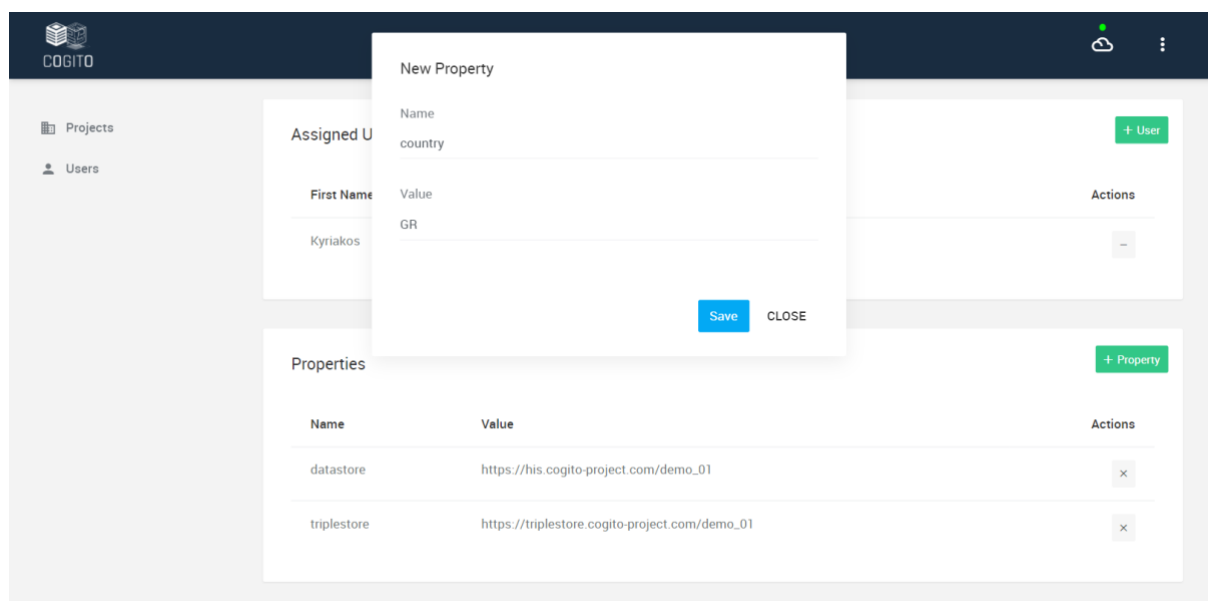 COGITO
Projects
Users
New Property
Name
country
Value
GR
Save CLOSE
Assigned U
+ User
First Name Actions
Kyriakos –
Properties
+ Property
Name Value Actions
datastore https://his.cogito-project.com/demo_01 ×
triplestore https://triplestore.cogito-project.com/demo_01 ×